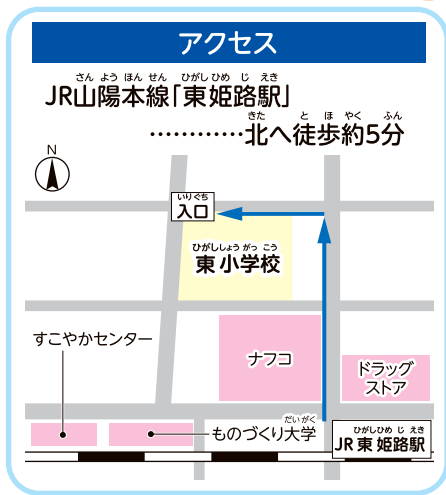 アクセス
さんようほんせん ひがしひめじえき
JR山陽本線「東姫路駅」
きた とほやく ふん
…………北へ徒歩約5分
N
いりぐち
入口
ひがししょうがっこう
東小学校
すこやかセンター
ナフコ
ドラッグ
ストア
だいがく
ものづくり大学
ひがしひめじえき
JR東姫路駅